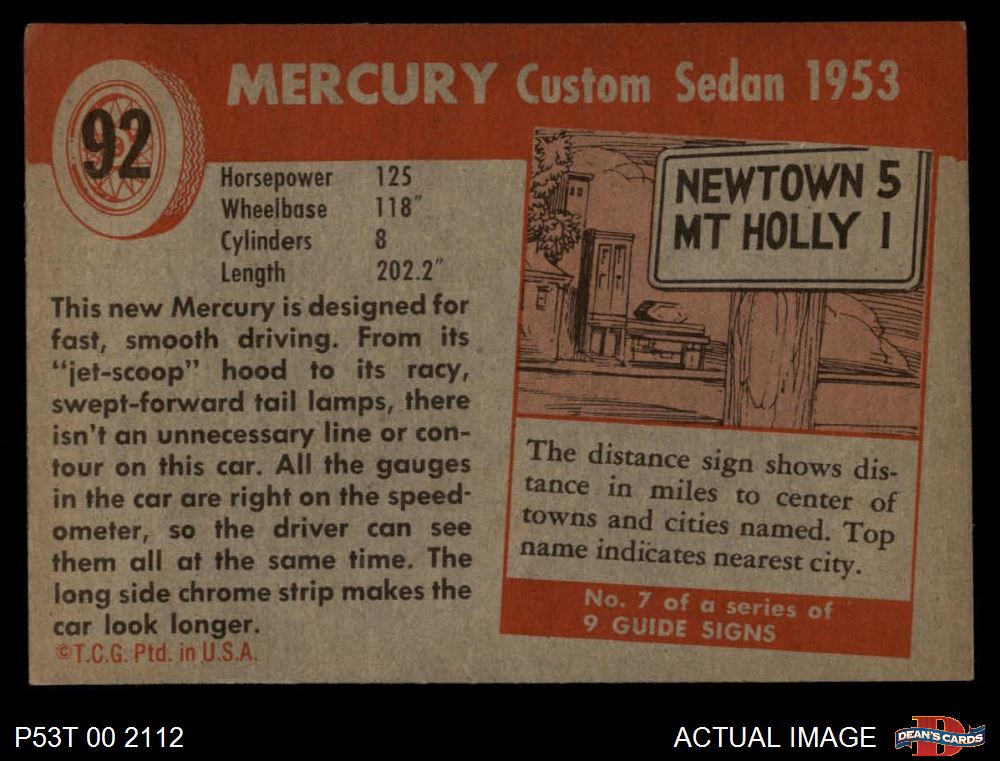 92
MERCURY Custom Sedan 1953
Horsepower 125
Wheelbase 118"
Cylinders 8
Length 202.2"
This new Mercury is designed for
fast, smooth driving. From its
"jet-scoop" hood to its racy,
swept-forward tail lamps, there
isn't an unnecessary line or con-
tour on this car. All the gauges
in the car are right on the speed-
ometer, so the driver can see
them all at the same time. The
long side chrome strip makes the
car look longer.
©T.C.G. Ptd. in U.S.A.
NEWTOWN 5
MT HOLLY 1
The distance sign shows dis-
tance in miles to center of
towns and cities named. Top
name indicates nearest city.
No. 7 of a series of
9 GUIDE SIGNS
P53T 00 2112
ACTUAL IMAGE
DEAN'S CARDS